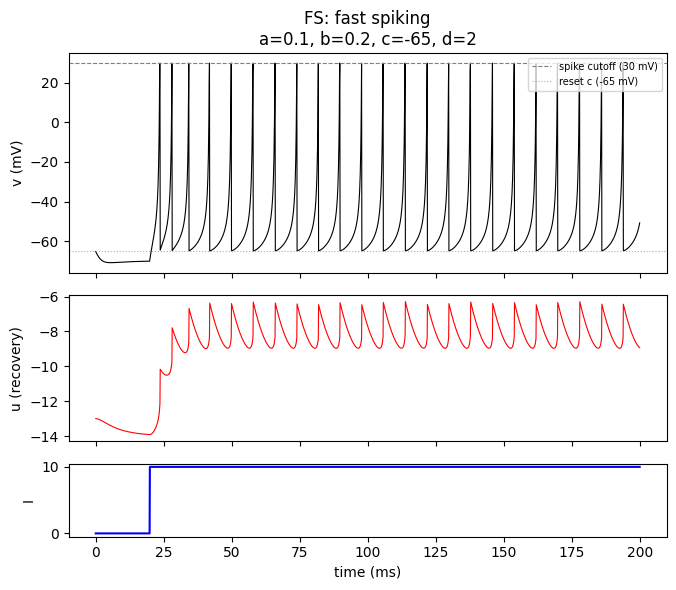 FS: fast spiking
a=0.1, b=0.2, c=-65, d=2
20
0
−20
−40
−60
v (mV)
spike cutoff (30 mV)
reset c (-65 mV)
−6
−8
−10
−12
−14
u (recovery)
10
0
I
0 25 50 75 100 125 150 175 200
time (ms)